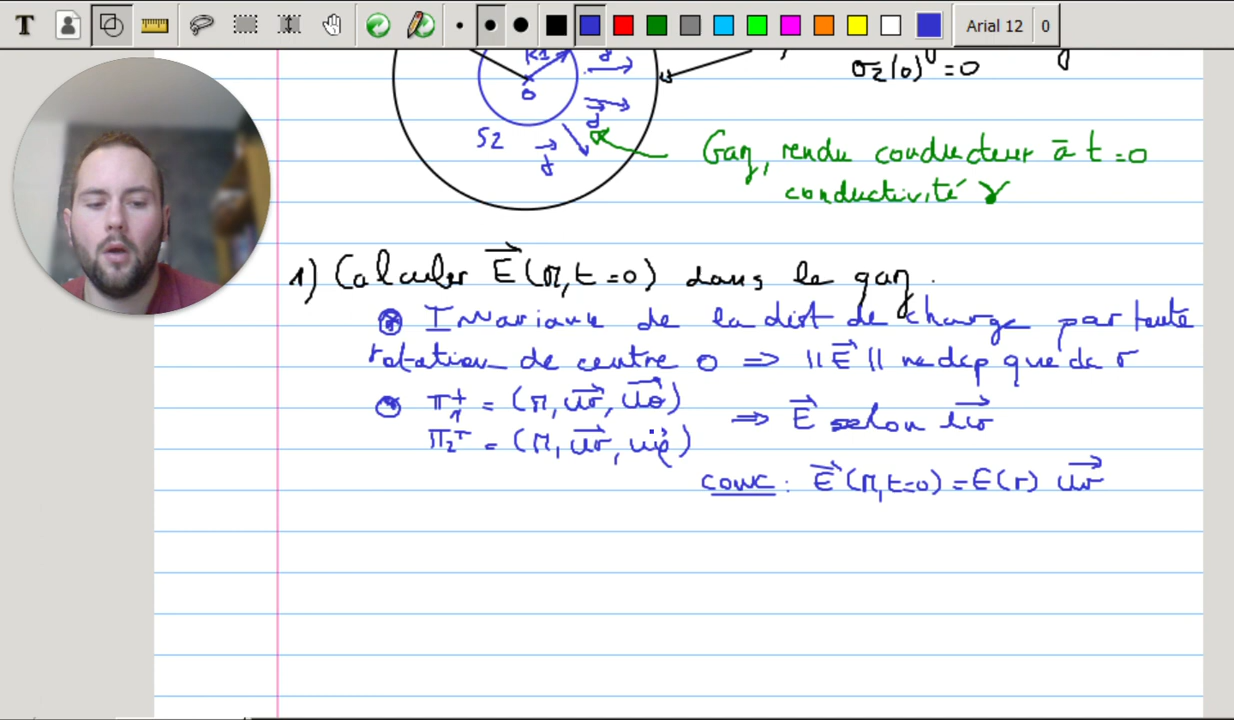 T Arial 12 0
R1
σ2(0) = 0
O
S2
j
j
Gaz, rendu conducteur à t=0
conductivité γ
1) Calculer E(M, t=0) dans le gaz.
Invariance de la dist de charge par toute
rotation de centre O => ||E|| ne dep que de r
π1+ = (M, ur, uθ)
=> E selon ur
π2+ = (M, ur, uφ)
conc : E(M, t=0) = E(r) ur